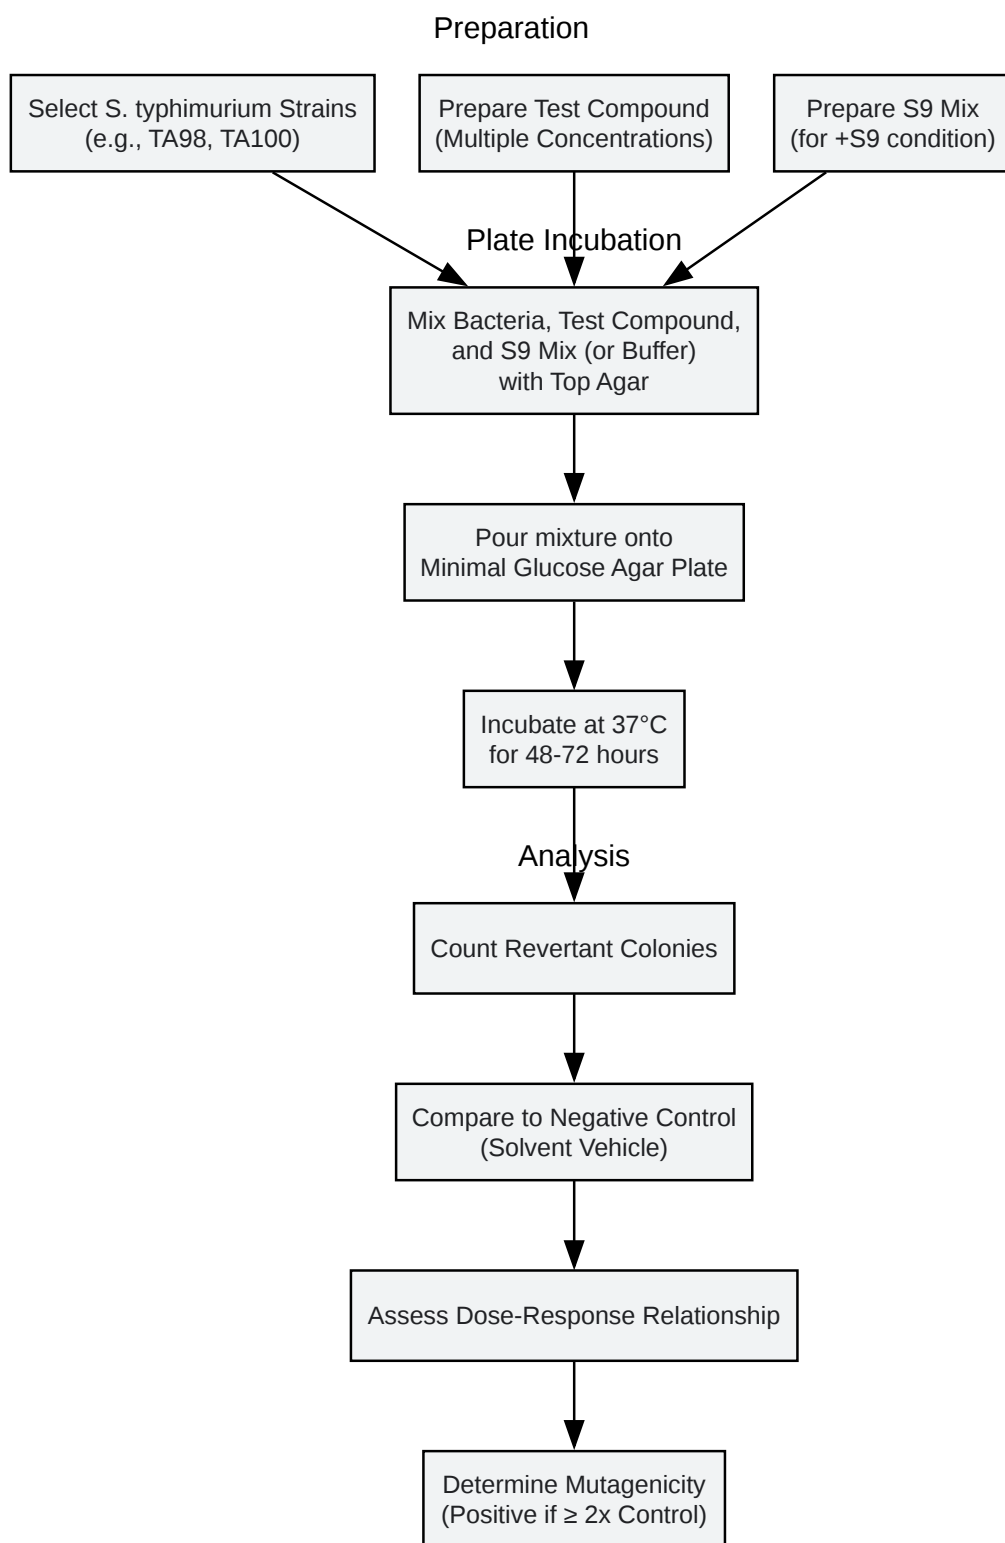 Preparation
Select S. typhimurium Strains
(e.g., TA98, TA100)
Prepare Test Compound
(Multiple Concentrations)
Prepare S9 Mix
(for +S9 condition)
Plate Incubation
Mix Bacteria, Test Compound,
and S9 Mix (or Buffer)
with Top Agar
Pour mixture onto
Minimal Glucose Agar Plate
Incubate at 37°C
for 48-72 hours
Analysis
Count Revertant Colonies
Compare to Negative Control
(Solvent Vehicle)
Assess Dose-Response Relationship
Determine Mutagenicity
(Positive if ≥ 2x Control)